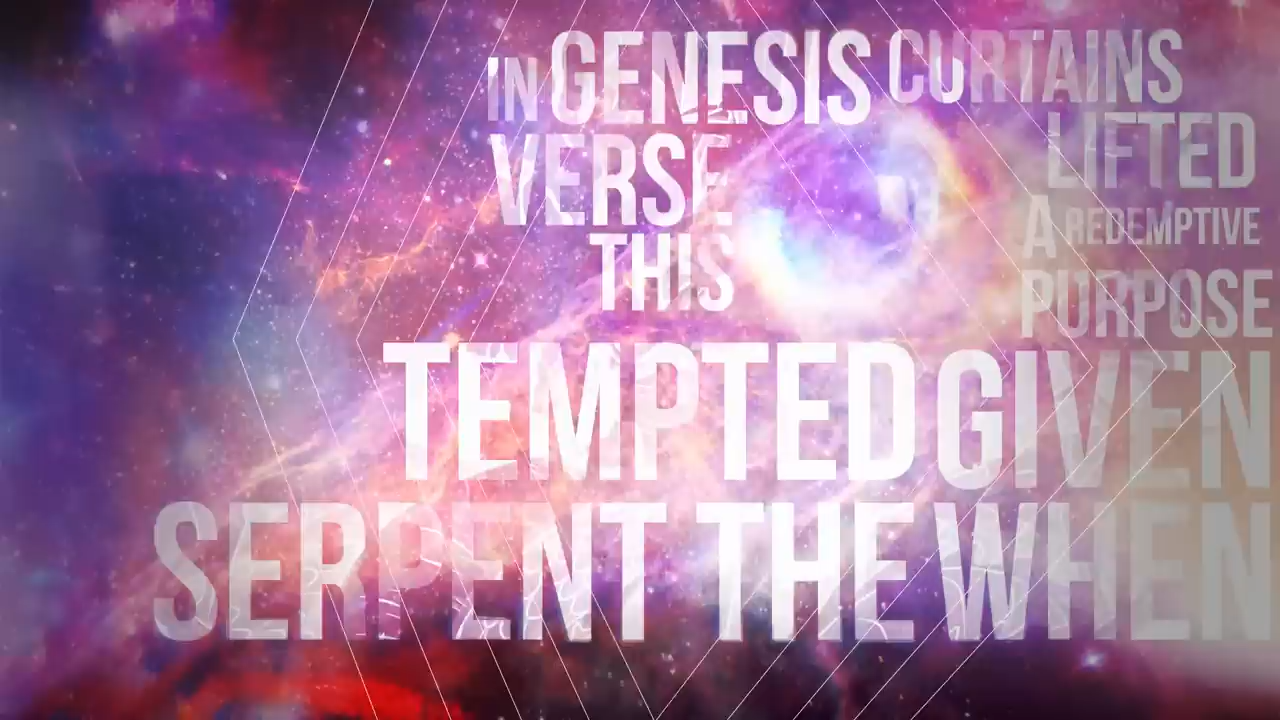 IN GENESIS CURTAINS
VERSE LIFTED
THIS A REDEMPTIVE
PURPOSE
TEMPTED GIVEN
SERPENT THE WHEN